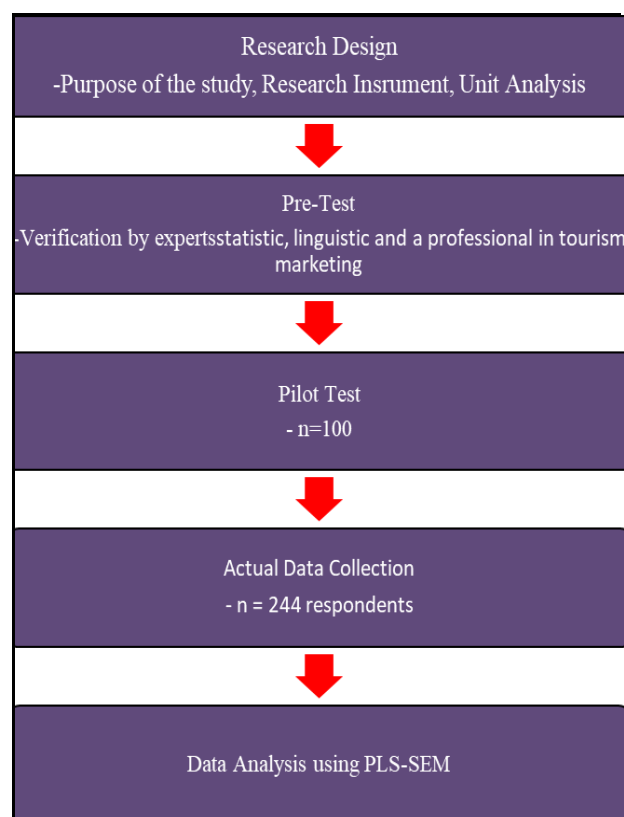 Research Design
-Purpose of the study, Research Insrument, Unit Analysis
Pre-Test
-Verification by expertsstatistic, linguistic and a professional in tourism
marketing
Pilot Test
- n=100
Actual Data Collection
- n = 244 respondents
Data Analysis using PLS-SEM